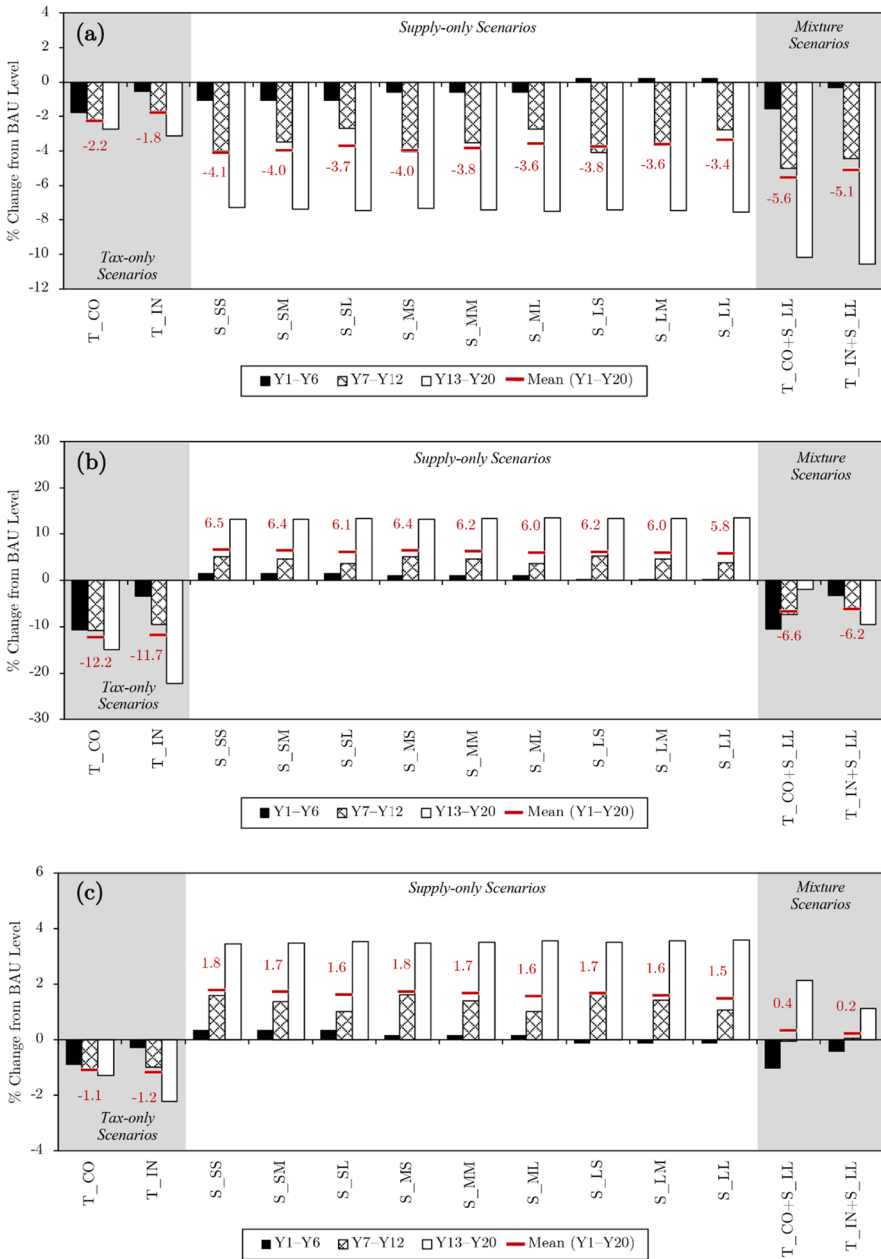 (a)
Supply-only Scenarios
Mixture
Scenarios
% Change from BAU Level
4
2
0
-2
-4
-6
-8
-10
-12
-2.2
-1.8
-4.1
-4.0
-3.7
-4.0
-3.8
-3.6
-3.8
-3.6
-3.4
-5.6
-5.1
Tax-only
Scenarios
T_CO
T_IN
S_SS
S_SM
S_SL
S_MS
S_MM
S_ML
S_LS
S_LM
S_LL
T_CO+S_LL
T_IN+S_LL
Y1–Y6 Y7–Y12 Y13–Y20 Mean (Y1–Y20)
(b)
Supply-only Scenarios
Mixture
Scenarios
% Change from BAU Level
30
20
10
0
-10
-20
-30
6.5
6.4
6.1
6.4
6.2
6.0
6.2
6.0
5.8
-12.2
-11.7
-6.6
-6.2
Tax-only
Scenarios
T_CO
T_IN
S_SS
S_SM
S_SL
S_MS
S_MM
S_ML
S_LS
S_LM
S_LL
T_CO+S_LL
T_IN+S_LL
Y1–Y6 Y7–Y12 Y13–Y20 Mean (Y1–Y20)
(c)
Supply-only Scenarios
Mixture
Scenarios
% Change from BAU Level
6
4
2
0
-2
-4
1.8
1.7
1.6
1.8
1.7
1.6
1.7
1.6
1.5
0.4
0.2
-1.1
-1.2
Tax-only
Scenarios
T_CO
T_IN
S_SS
S_SM
S_SL
S_MS
S_MM
S_ML
S_LS
S_LM
S_LL
T_CO+S_LL
T_IN+S_LL
Y1–Y6 Y7–Y12 Y13–Y20 Mean (Y1–Y20)